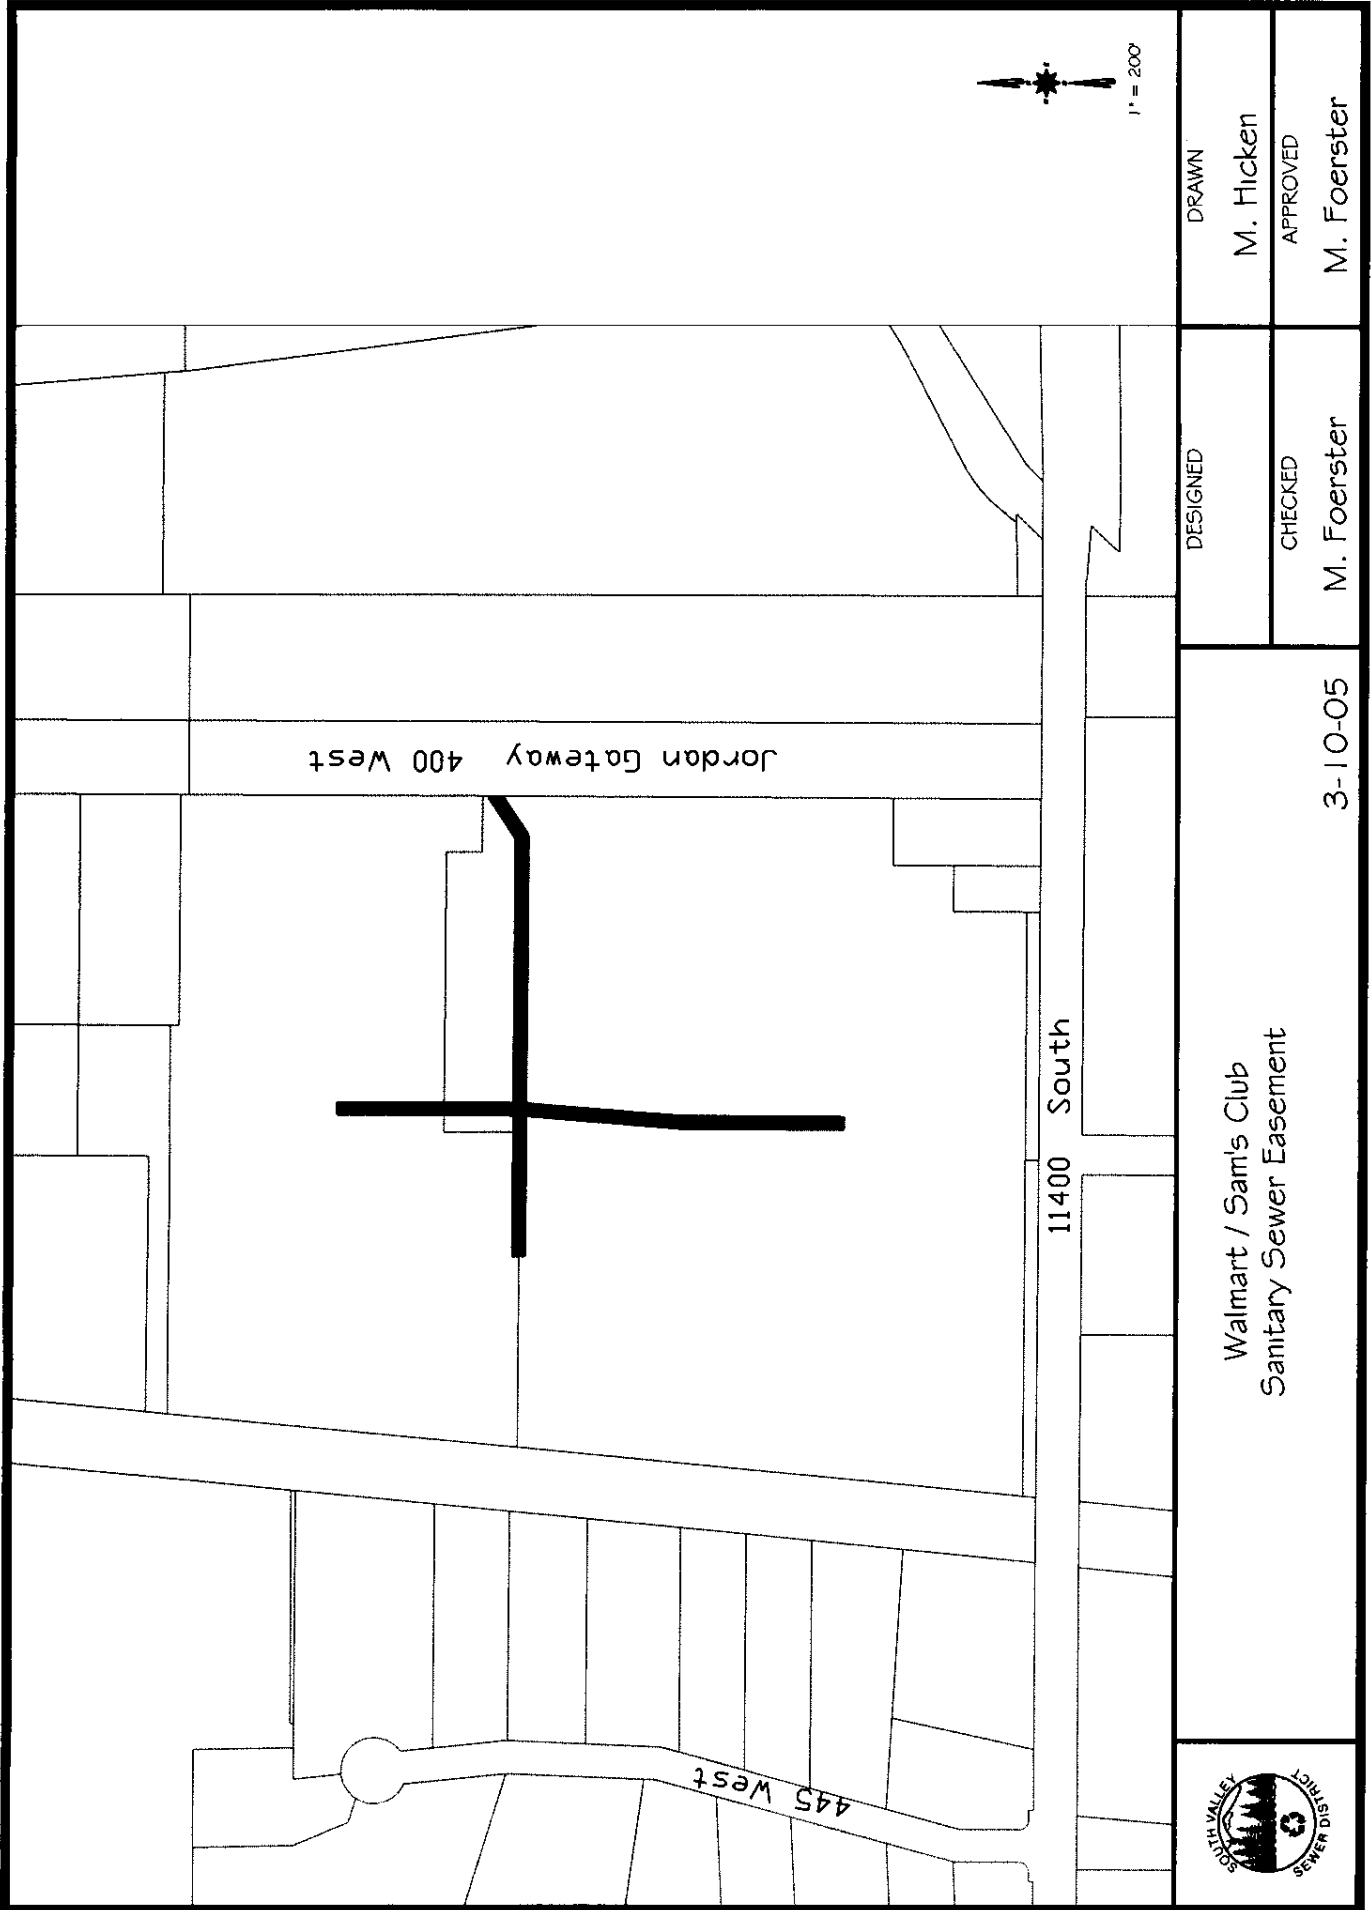 1" = 200'
Jordan Gateway 400 West
11400 South
445 West
SOUTH VALLEY
SEWER DISTRICT
Walmart / Sam's Club
Sanitary Sewer Easement
3-10-05
DESIGNED
CHECKED
M. Foerster
DRAWN
M. Hicken
APPROVED
M. Foerster